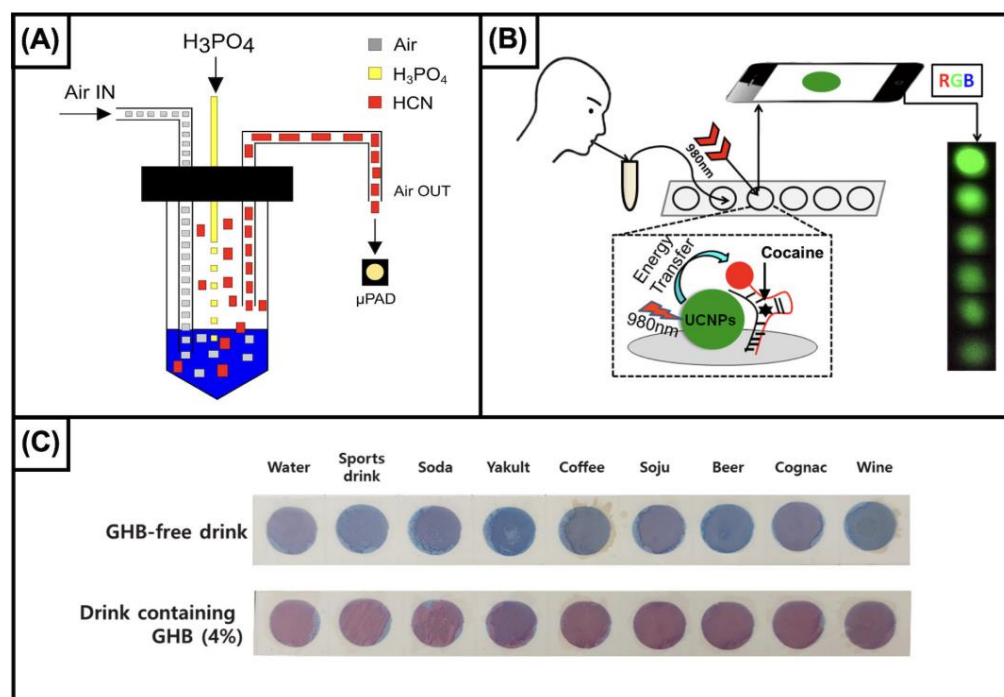 (A)
H₃PO₄
Air IN
Air
H₃PO₄
HCN
Air OUT
µPAD
(B)
RGB
980nm
Energy
Transfer
Cocaine
UCNPs
980nm
(C)
Water
Sports
drink
Soda
Yakult
Coffee
Soju
Beer
Cognac
Wine
GHB-free drink
Drink containing
GHB (4%)